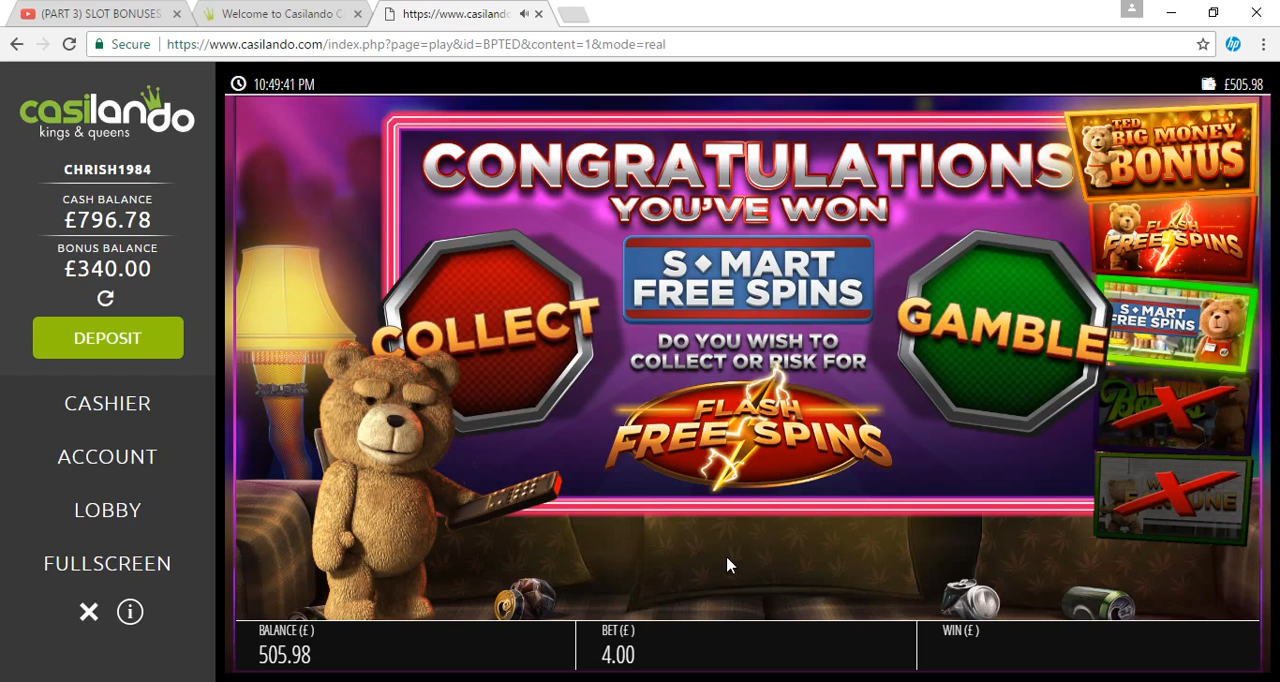 (PART 3) SLOT BONUSES
Welcome to Casilando C
https://www.casilando
Secure
https://www.casilando.com/index.php?page=play&id=BPTED&content=1&mode=real
hp
casilando
kings & queens
CHRISH1984
CASH BALANCE
£796.78
BONUS BALANCE
£340.00
DEPOSIT
CASHIER
ACCOUNT
LOBBY
FULLSCREEN
10:49:41 PM
£505.98
CONGRATULATIONS
YOU'VE WON
COLLECT
S♦MART
FREE SPINS
GAMBLE
DO YOU WISH TO
COLLECT OR RISK FOR
FLASH
FREE SPINS
TED
BIG MONEY
BONUS
FLASH
FREE SPINS
S♦MART
FREE SPINS
BALANCE (£ )
505.98
BET (£ )
4.00
WIN (£ )